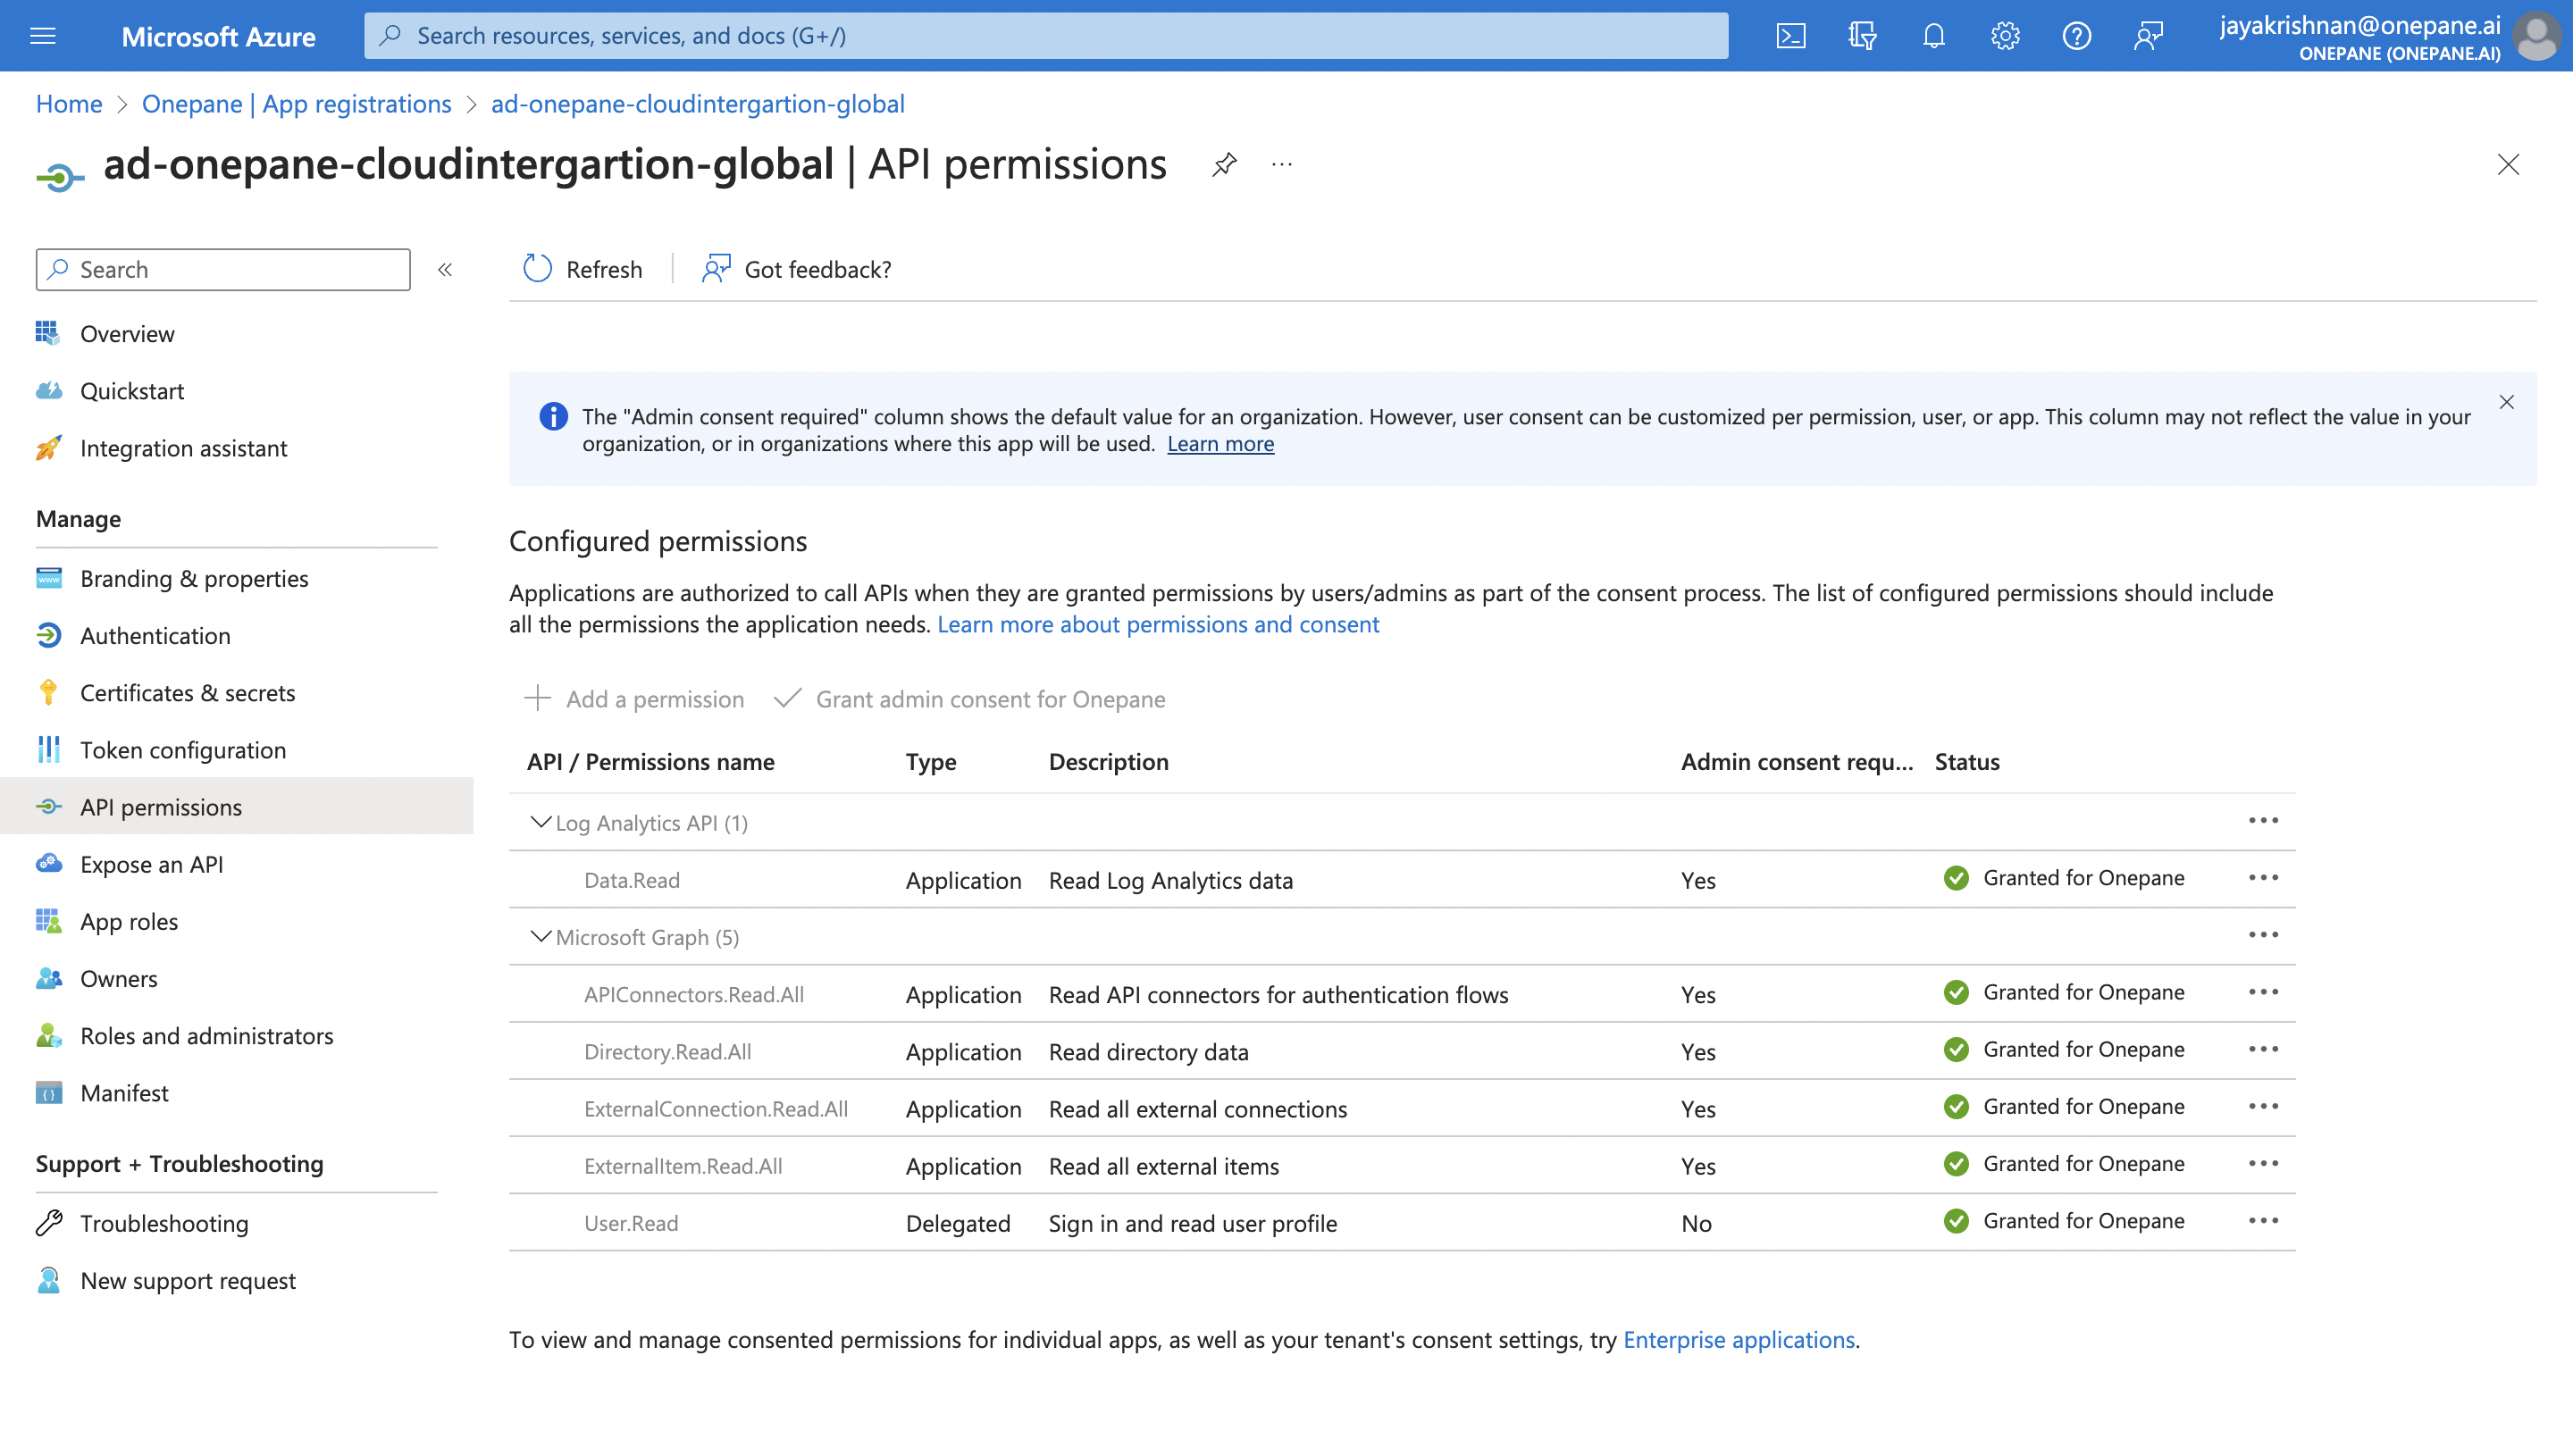 Microsoft Azure
Search resources, services, and docs (G+/)
jayakrishnan@onepane.ai
ONEPANE (ONEPANE.AI)
Home > Onepane | App registrations > ad-onepane-cloudintergartion-global
ad-onepane-cloudintergartion-global | API permissions
Search
Refresh
Got feedback?
Overview
Quickstart
Integration assistant
Manage
Branding & properties
Authentication
Certificates & secrets
Token configuration
API permissions
Expose an API
App roles
Owners
Roles and administrators
Manifest
Support + Troubleshooting
Troubleshooting
New support request
The "Admin consent required" column shows the default value for an organization. However, user consent can be customized per permission, user, or app. This column may not reflect the value in your
organization, or in organizations where this app will be used. Learn more
Configured permissions
Applications are authorized to call APIs when they are granted permissions by users/admins as part of the consent process. The list of configured permissions should include
all the permissions the application needs. Learn more about permissions and consent
Add a permission Grant admin consent for Onepane
API / Permissions name Type Description Admin consent requ... Status
Log Analytics API (1)
Data.Read Application Read Log Analytics data Yes Granted for Onepane
Microsoft Graph (5)
APIConnectors.Read.All Application Read API connectors for authentication flows Yes Granted for Onepane
Directory.Read.All Application Read directory data Yes Granted for Onepane
ExternalConnection.Read.All Application Read all external connections Yes Granted for Onepane
ExternalItem.Read.All Application Read all external items Yes Granted for Onepane
User.Read Delegated Sign in and read user profile No Granted for Onepane
To view and manage consented permissions for individual apps, as well as your tenant's consent settings, try Enterprise applications.